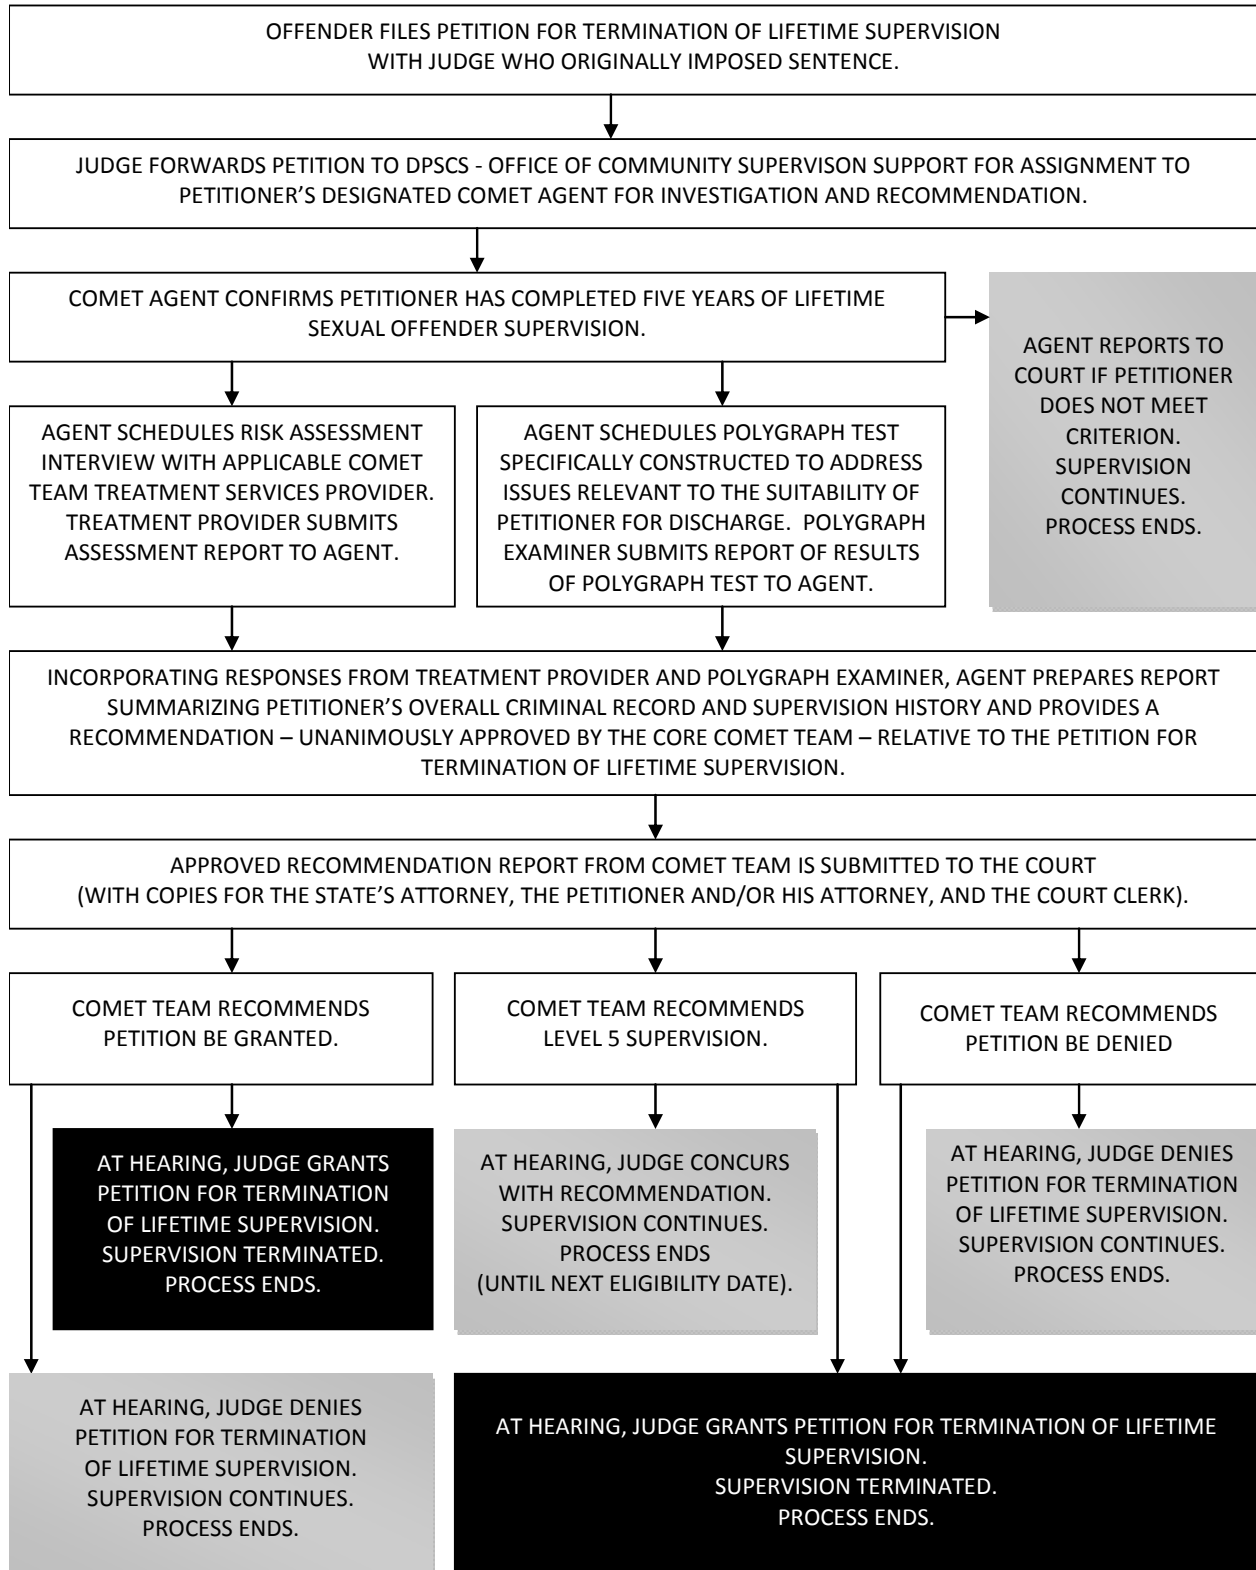 OFFENDER FILES PETITION FOR TERMINATION OF LIFETIME SUPERVISION
WITH JUDGE WHO ORIGINALLY IMPOSED SENTENCE.
JUDGE FORWARDS PETITION TO DPSCS - OFFICE OF COMMUNITY SUPERVISON SUPPORT FOR ASSIGNMENT TO
PETITIONER’S DESIGNATED COMET AGENT FOR INVESTIGATION AND RECOMMENDATION.
COMET AGENT CONFIRMS PETITIONER HAS COMPLETED FIVE YEARS OF LIFETIME
SEXUAL OFFENDER SUPERVISION.
AGENT REPORTS TO
COURT IF PETITIONER
DOES NOT MEET
CRITERION.
SUPERVISION
CONTINUES.
PROCESS ENDS.
AGENT SCHEDULES RISK ASSESSMENT
INTERVIEW WITH APPLICABLE COMET
TEAM TREATMENT SERVICES PROVIDER.
TREATMENT PROVIDER SUBMITS
ASSESSMENT REPORT TO AGENT.
AGENT SCHEDULES POLYGRAPH TEST
SPECIFICALLY CONSTRUCTED TO ADDRESS
ISSUES RELEVANT TO THE SUITABILITY OF
PETITIONER FOR DISCHARGE. POLYGRAPH
EXAMINER SUBMITS REPORT OF RESULTS
OF POLYGRAPH TEST TO AGENT.
INCORPORATING RESPONSES FROM TREATMENT PROVIDER AND POLYGRAPH EXAMINER, AGENT PREPARES REPORT
SUMMARIZING PETITIONER’S OVERALL CRIMINAL RECORD AND SUPERVISION HISTORY AND PROVIDES A
RECOMMENDATION – UNANIMOUSLY APPROVED BY THE CORE COMET TEAM – RELATIVE TO THE PETITION FOR
TERMINATION OF LIFETIME SUPERVISION.
APPROVED RECOMMENDATION REPORT FROM COMET TEAM IS SUBMITTED TO THE COURT
(WITH COPIES FOR THE STATE’S ATTORNEY, THE PETITIONER AND/OR HIS ATTORNEY, AND THE COURT CLERK).
COMET TEAM RECOMMENDS
PETITION BE GRANTED.
COMET TEAM RECOMMENDS
LEVEL 5 SUPERVISION.
COMET TEAM RECOMMENDS
PETITION BE DENIED
AT HEARING, JUDGE GRANTS
PETITION FOR TERMINATION
OF LIFETIME SUPERVISION.
SUPERVISION TERMINATED.
PROCESS ENDS.
AT HEARING, JUDGE CONCURS
WITH RECOMMENDATION.
SUPERVISION CONTINUES.
PROCESS ENDS
(UNTIL NEXT ELIGIBILITY DATE).
AT HEARING, JUDGE DENIES
PETITION FOR TERMINATION
OF LIFETIME SUPERVISION.
SUPERVISION CONTINUES.
PROCESS ENDS.
AT HEARING, JUDGE DENIES
PETITION FOR TERMINATION
OF LIFETIME SUPERVISION.
SUPERVISION CONTINUES.
PROCESS ENDS.
AT HEARING, JUDGE GRANTS PETITION FOR TERMINATION OF LIFETIME
SUPERVISION.
SUPERVISION TERMINATED.
PROCESS ENDS.